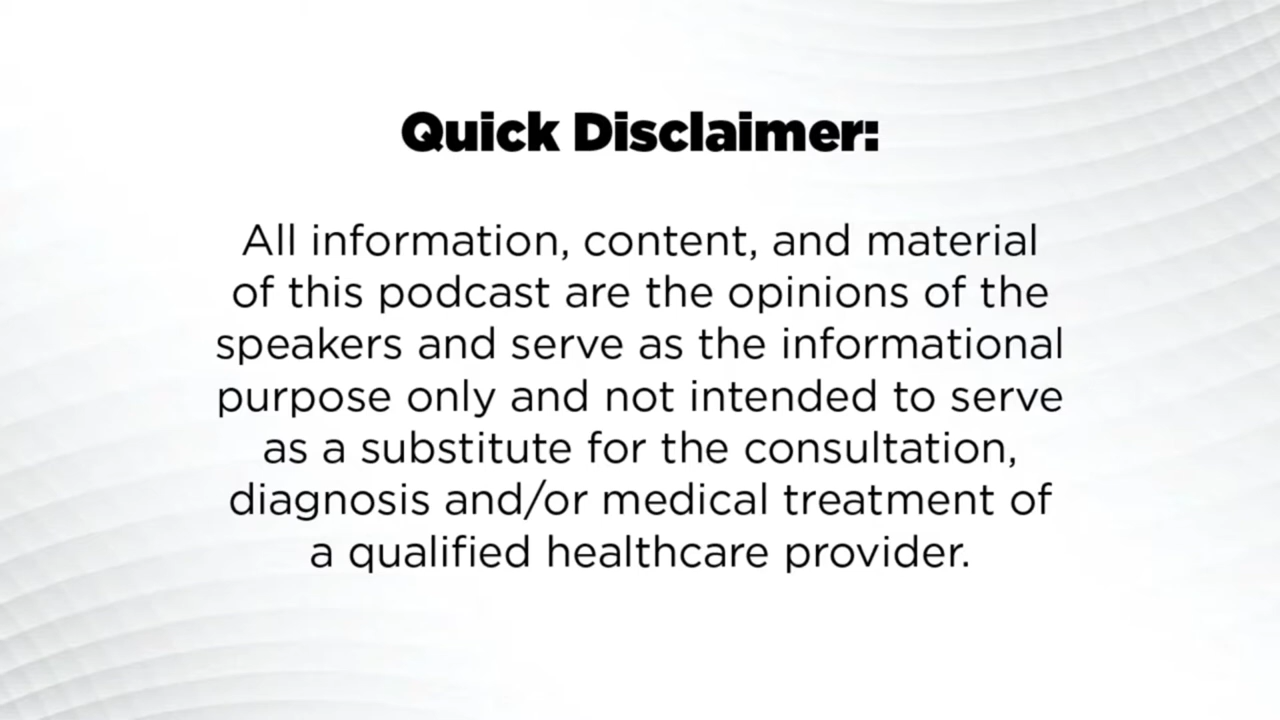 Quick Disclaimer:
All information, content, and material
of this podcast are the opinions of the
speakers and serve as the informational
purpose only and not intended to serve
as a substitute for the consultation,
diagnosis and/or medical treatment of
a qualified healthcare provider.